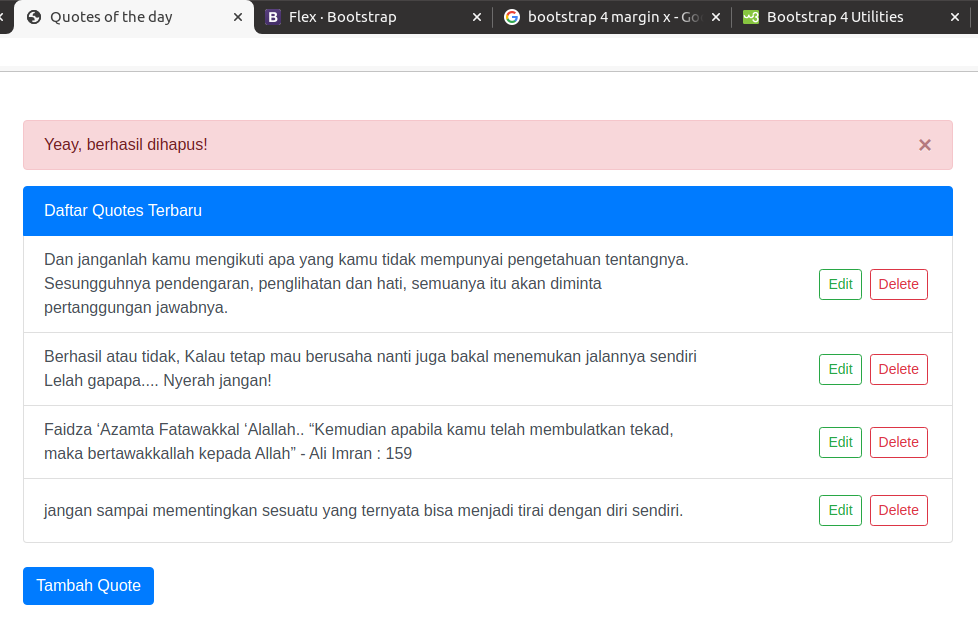 Quotes of the day × Flex · Bootstrap × bootstrap 4 margin x - Go × Bootstrap 4 Utilities ×
Yeay, berhasil dihapus! ×
Daftar Quotes Terbaru
Dan janganlah kamu mengikuti apa yang kamu tidak mempunyai pengetahuan tentangnya.
Sesungguhnya pendengaran, penglihatan dan hati, semuanya itu akan diminta
pertanggungan jawabnya.
Edit Delete
Berhasil atau tidak, Kalau tetap mau berusaha nanti juga bakal menemukan jalannya sendiri
Lelah gapapa.... Nyerah jangan!
Edit Delete
Faidza ‘Azamta Fatawakkal ‘Alallah.. “Kemudian apabila kamu telah membulatkan tekad,
maka bertawakkallah kepada Allah” - Ali Imran : 159
Edit Delete
jangan sampai mementingkan sesuatu yang ternyata bisa menjadi tirai dengan diri sendiri.
Edit Delete
Tambah Quote